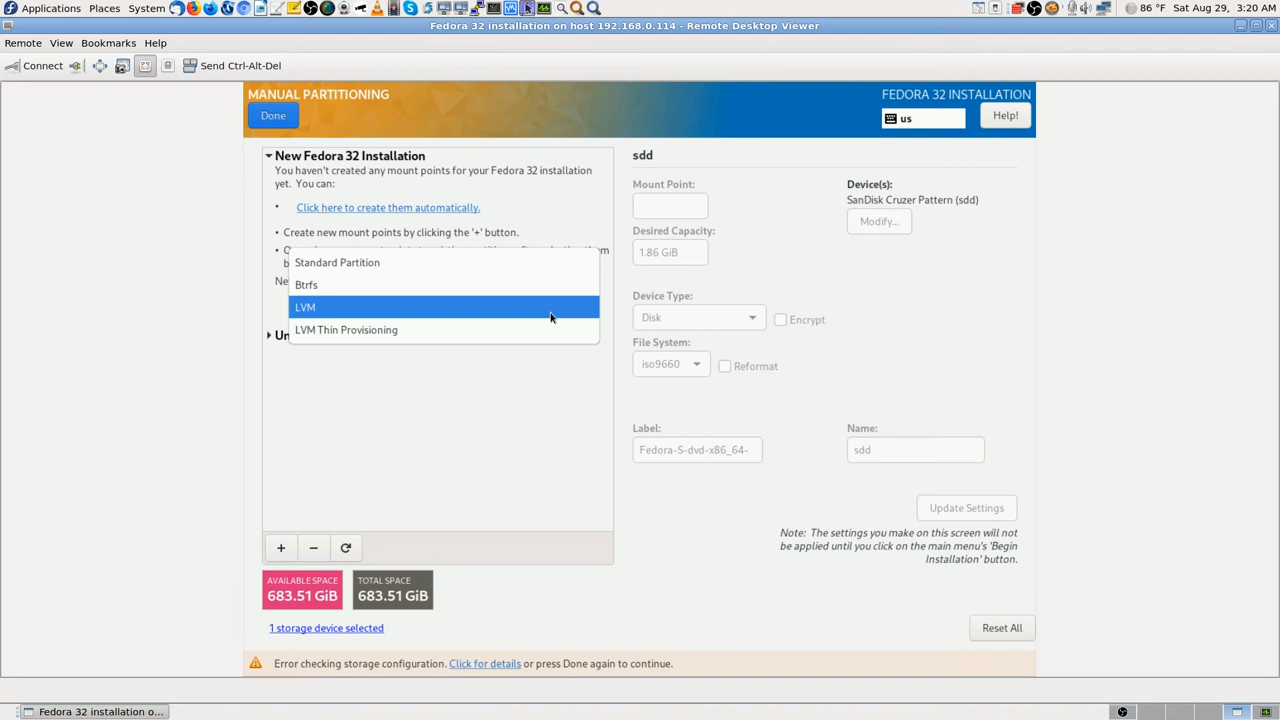 Applications Places System
86 °F Sat Aug 29, 3:20 AM
Fedora 32 installation on host 192.168.0.114 - Remote Desktop Viewer
Remote View Bookmarks Help
Connect Send Ctrl-Alt-Del
MANUAL PARTITIONING
Done
FEDORA 32 INSTALLATION
us
Help!
New Fedora 32 Installation
You haven't created any mount points for your Fedora 32 installation
yet. You can:
• Click here to create them automatically.
• Create new mount points by clicking the '+' button.
Standard Partition
Btrfs
LVM
LVM Thin Provisioning
+ −
AVAILABLE SPACE
683.51 GiB
TOTAL SPACE
683.51 GiB
1 storage device selected
sdd
Mount Point:
Desired Capacity:
1.86 GiB
Device(s):
SanDisk Cruzer Pattern (sdd)
Modify...
Device Type:
Disk
Encrypt
File System:
iso9660
Reformat
Label:
Fedora-S-dvd-x86_64-
Name:
sdd
Update Settings
Note: The settings you make on this screen will not
be applied until you click on the main menu's 'Begin
Installation' button.
Reset All
Error checking storage configuration. Click for details or press Done again to continue.
Fedora 32 installation o...